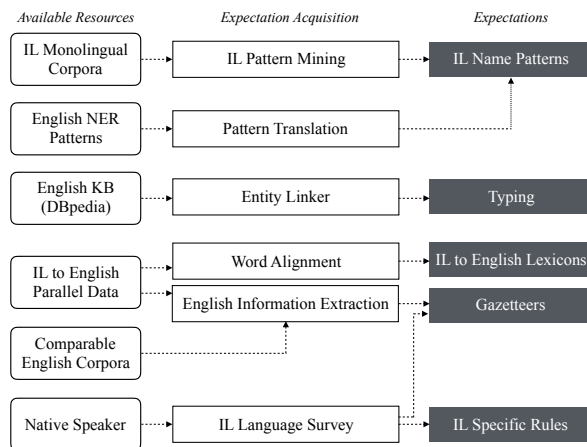 Available Resources
Expectation Acquisition
Expectations
IL Monolingual
Corpora
IL Pattern Mining
IL Name Patterns
English NER
Patterns
Pattern Translation
English KB
(DBpedia)
Entity Linker
Typing
IL to English
Parallel Data
Word Alignment
IL to English Lexicons
English Information Extraction
Gazetteers
Comparable
English Corpora
Native Speaker
IL Language Survey
IL Specific Rules